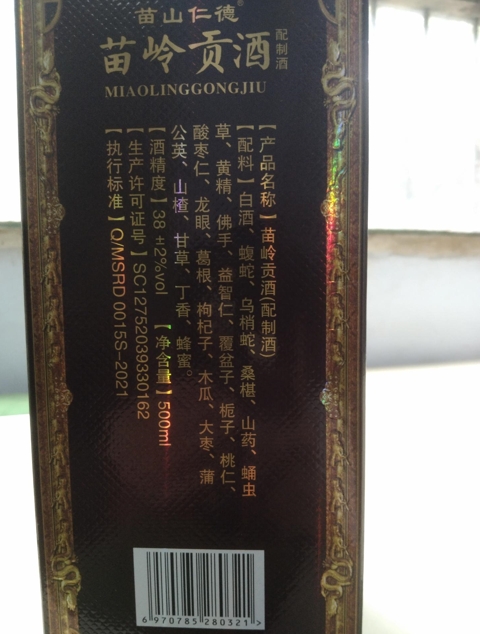 苗山仁德®
苗岭贡酒
配制酒
MIAOLINGGONGJIU
【产品名称】苗岭贡酒(配制酒)
【配料】白酒、蝮蛇、乌梢蛇、桑椹、山药、蛹虫
草、黄精、佛手、益智仁、覆盆子、栀子、桃仁、
酸枣仁、龙眼、葛根、枸杞子、木瓜、大枣、蒲
公英、山楂、甘草、丁香、蜂蜜。
【酒精度】38±2%vol 【净含量】500ml
【生产许可证号】SC12752039330162
【执行标准】Q/MSRD 0015S-2021
6 970785 280321 >